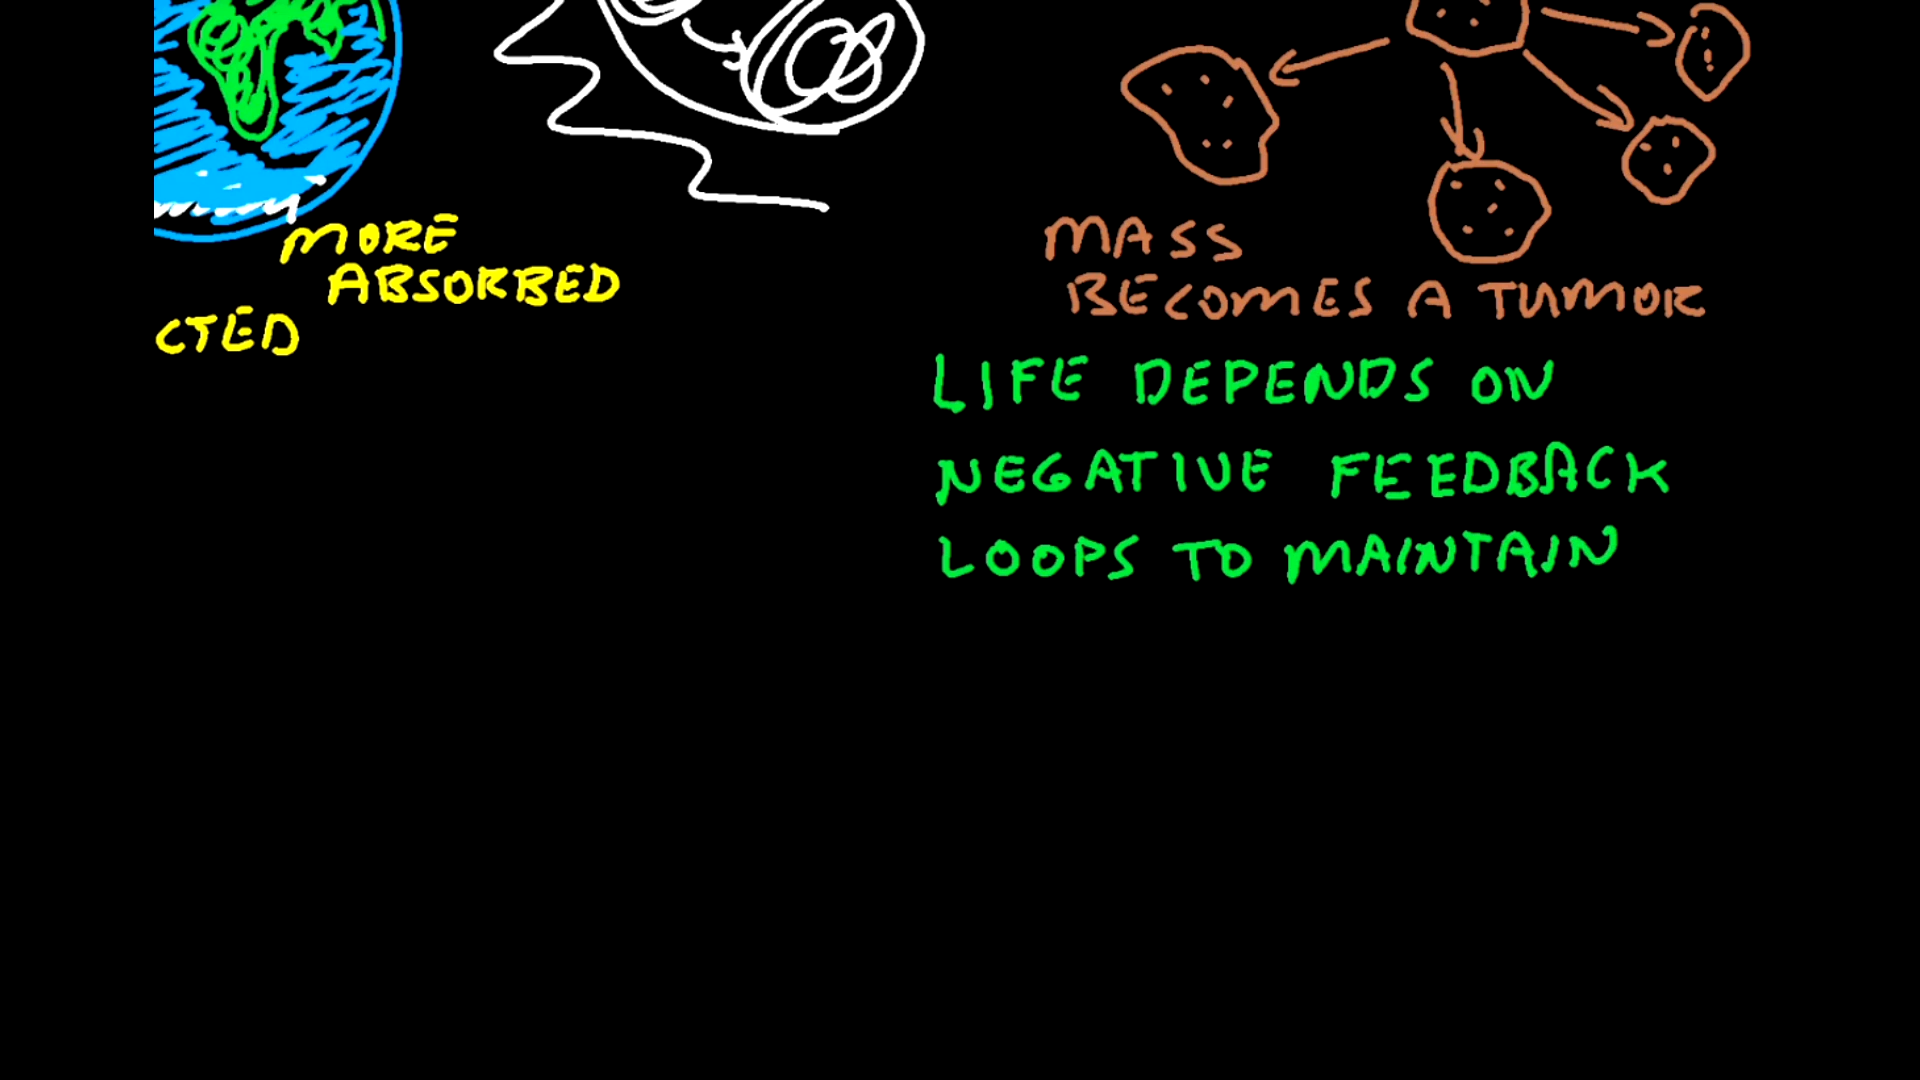 MORE
ABSORBED
CTED
MASS
BECOMES A TUMOR
LIFE DEPENDS ON
NEGATIVE FEEDBACK
LOOPS TO MAINTAIN